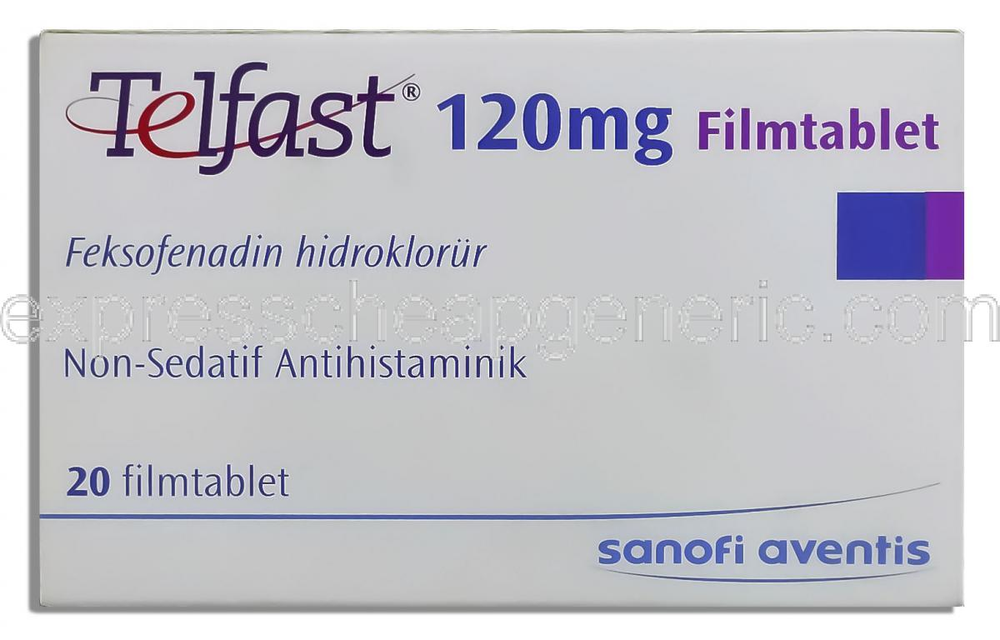 Telfast® 120mg Filmtablet
Feksofenadin hidroklorür
expresscheapgeneric.com
Non-Sedatif Antihistaminik
20 filmtablet
sanofi aventis